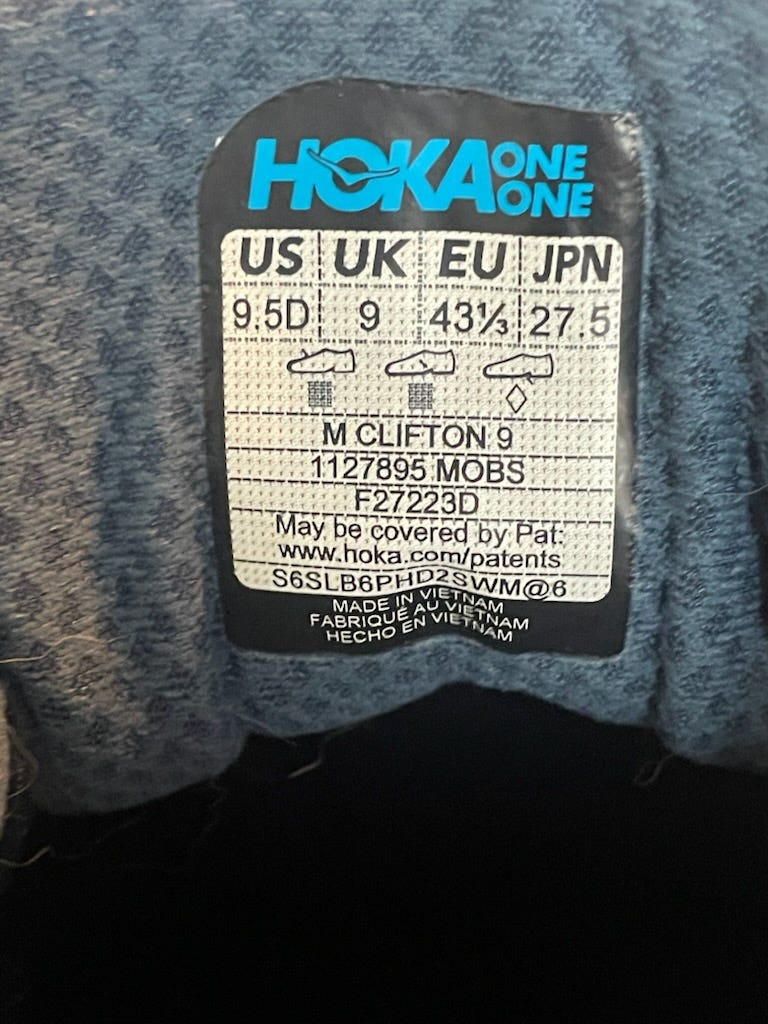 HOKA ONE ONE
US UK EU JPN
9.5D 9 43⅓ 27.5
M CLIFTON 9
1127895 MOBS
F27223D
May be covered by Pat:
www.hoka.com/patents
S6SLB6PHD2SWM@6
MADE IN VIETNAM
FABRIQUÉ AU VIETNAM
HECHO EN VIETNAM